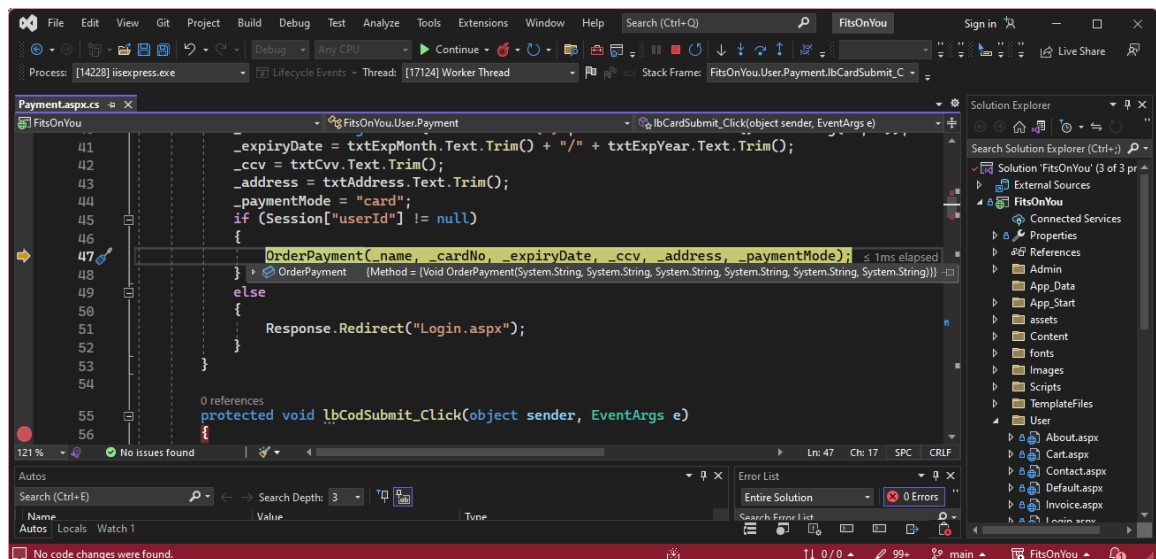 File Edit View Git Project Build Debug Test Analyze Tools Extensions Window Help Search (Ctrl+Q) FitsOnYou Sign in
Debug Any CPU Continue Live Share
Process: [14228] iisexpress.exe Lifecycle Events Thread: [17124] Worker Thread Stack Frame: FitsOnYou.User.Payment.lbCardSubmit_C
Payment.aspx.cs
FitsOnYou FitsOnYou.User.Payment lbCardSubmit_Click(object sender, EventArgs e)
41 _expiryDate = txtExpMonth.Text.Trim() + "/" + txtExpYear.Text.Trim();
42 _ccv = txtCvv.Text.Trim();
43 _address = txtAddress.Text.Trim();
44 _paymentMode = "card";
45 if (Session["userId"] != null)
46 {
47 OrderPayment(_name, _cardNo, _expiryDate, _ccv, _address, _paymentMode); ≤ 1ms elapsed
48 } OrderPayment {Method = {Void OrderPayment(System.String, System.String, System.String, System.String, System.String, System.String)}}
49 else
50 {
51 Response.Redirect("Login.aspx");
52 }
53 }
54
0 references
55 protected void lbCodSubmit_Click(object sender, EventArgs e)
56 {
121 % No issues found Ln: 47 Ch: 17 SPC CRLF
Solution Explorer
Search Solution Explorer (Ctrl+;)
Solution 'FitsOnYou' (3 of 3 pr
External Sources
FitsOnYou
Connected Services
Properties
References
Admin
App_Data
App_Start
assets
Content
fonts
Images
Scripts
TemplateFiles
User
About.aspx
Cart.aspx
Contact.aspx
Default.aspx
Invoice.aspx
Login.aspx
Autos
Search (Ctrl+E) Search Depth: 3
Name Value Type
Autos Locals Watch 1
Error List
Entire Solution 0 Errors
Search Error List
No code changes were found. 0 / 0 99+ main FitsOnYou 1